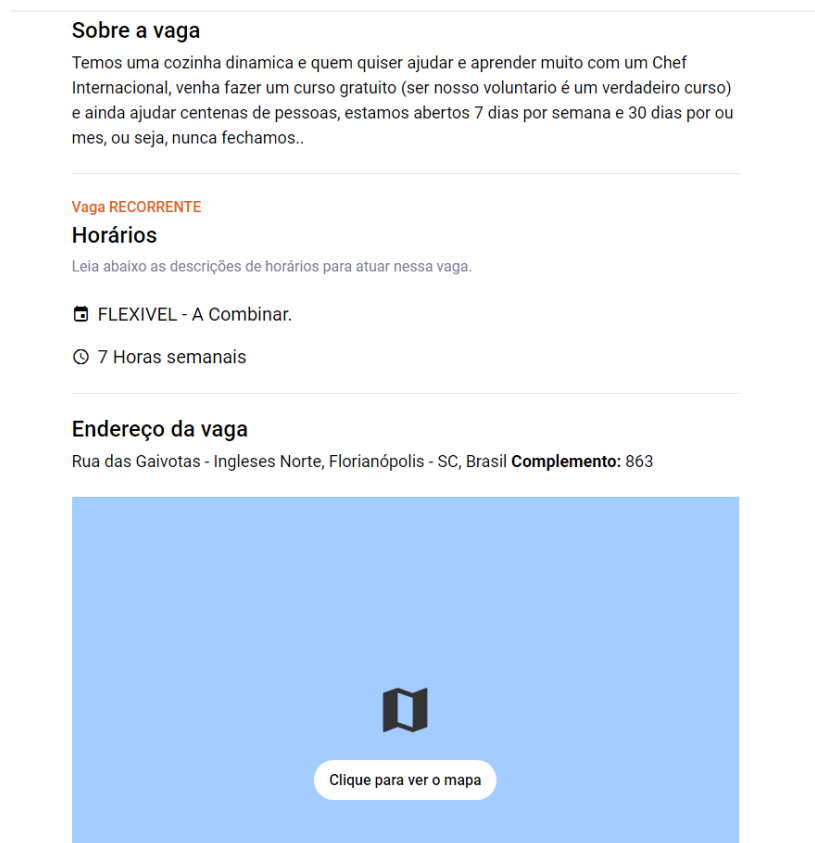 Sobre a vaga
Temos uma cozinha dinamica e quem quiser ajudar e aprender muito com um Chef
Internacional, venha fazer um curso gratuito (ser nosso voluntario é um verdadeiro curso)
e ainda ajudar centenas de pessoas, estamos abertos 7 dias por semana e 30 dias por ou
mes, ou seja, nunca fechamos..
Vaga RECORRENTE
Horários
Leia abaixo as descrições de horários para atuar nessa vaga.
FLEXIVEL - A Combinar.
7 Horas semanais
Endereço da vaga
Rua das Gaivotas - Ingleses Norte, Florianópolis - SC, Brasil Complemento: 863
Clique para ver o mapa